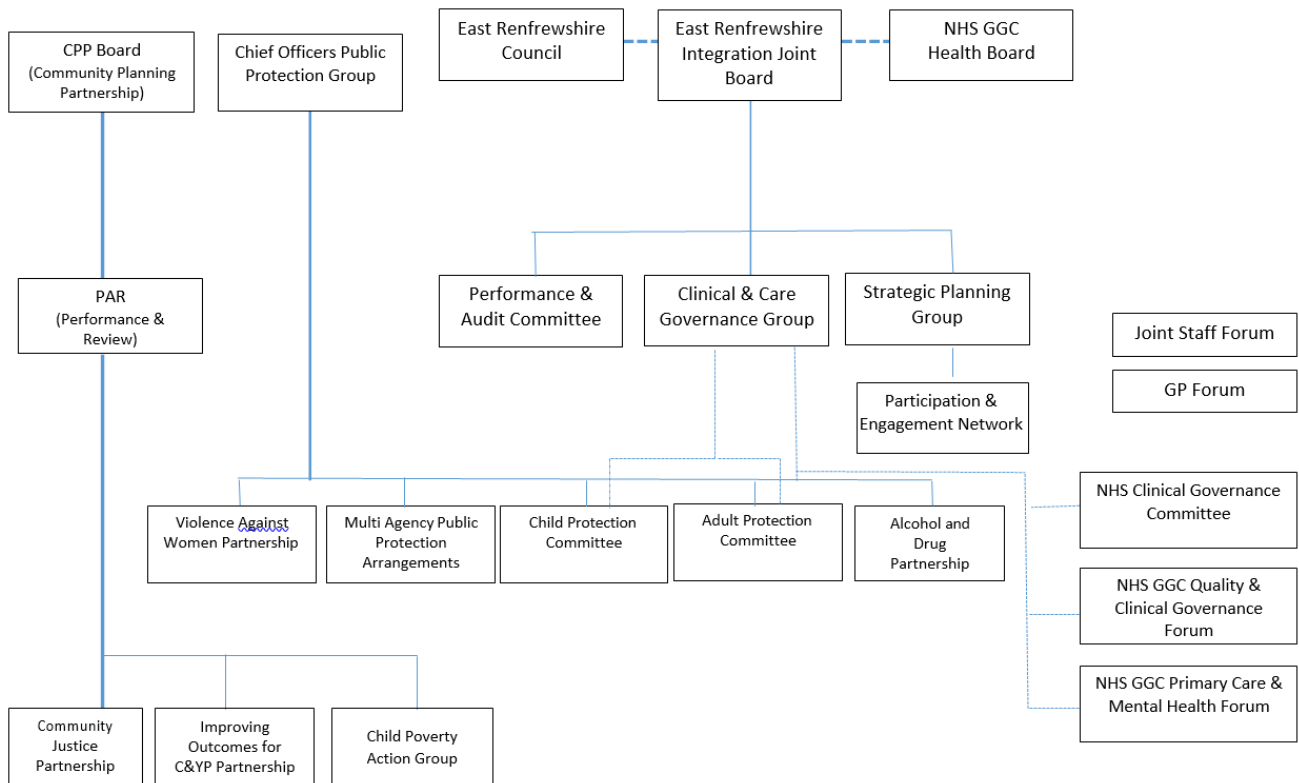 CPP Board
(Community Planning
Partnership)
Chief Officers Public
Protection Group
East Renfrewshire
Council
East Renfrewshire
Integration Joint
Board
NHS GGC
Health Board
PAR
(Performance &
Review)
Performance &
Audit Committee
Clinical & Care
Governance Group
Strategic Planning
Group
Joint Staff Forum
GP Forum
Participation &
Engagement Network
Violence Against
Women Partnership
Multi Agency Public
Protection
Arrangements
Child Protection
Committee
Adult Protection
Committee
Alcohol and
Drug
Partnership
NHS Clinical Governance
Committee
NHS GGC Quality &
Clinical Governance
Forum
NHS GGC Primary Care &
Mental Health Forum
Community
Justice
Partnership
Improving
Outcomes for
C&YP Partnership
Child Poverty
Action Group